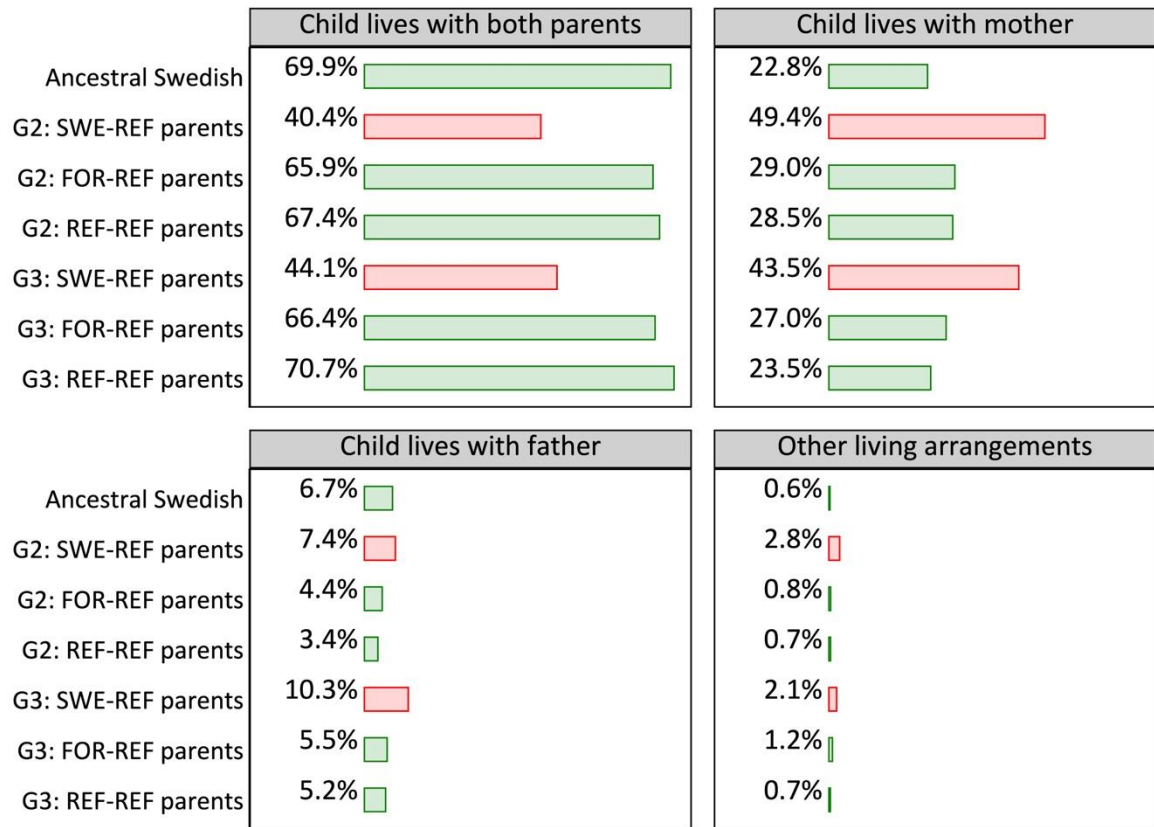 Child lives with both parents Child lives with mother
Ancestral Swedish 69.9% 22.8%
G2: SWE-REF parents 40.4% 49.4%
G2: FOR-REF parents 65.9% 29.0%
G2: REF-REF parents 67.4% 28.5%
G3: SWE-REF parents 44.1% 43.5%
G3: FOR-REF parents 66.4% 27.0%
G3: REF-REF parents 70.7% 23.5%
Child lives with father Other living arrangements
Ancestral Swedish 6.7% 0.6%
G2: SWE-REF parents 7.4% 2.8%
G2: FOR-REF parents 4.4% 0.8%
G2: REF-REF parents 3.4% 0.7%
G3: SWE-REF parents 10.3% 2.1%
G3: FOR-REF parents 5.5% 1.2%
G3: REF-REF parents 5.2% 0.7%